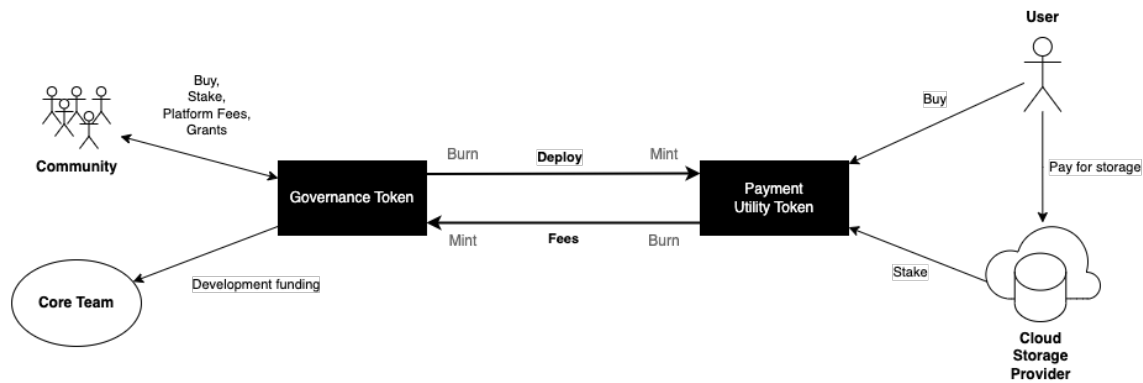 User
Buy,
Stake,
Platform Fees,
Grants
Buy
Community
Burn
Deploy
Mint
Pay for storage
Governance Token
Payment
Utility Token
Mint
Fees
Burn
Stake
Development funding
Core Team
Cloud
Storage
Provider